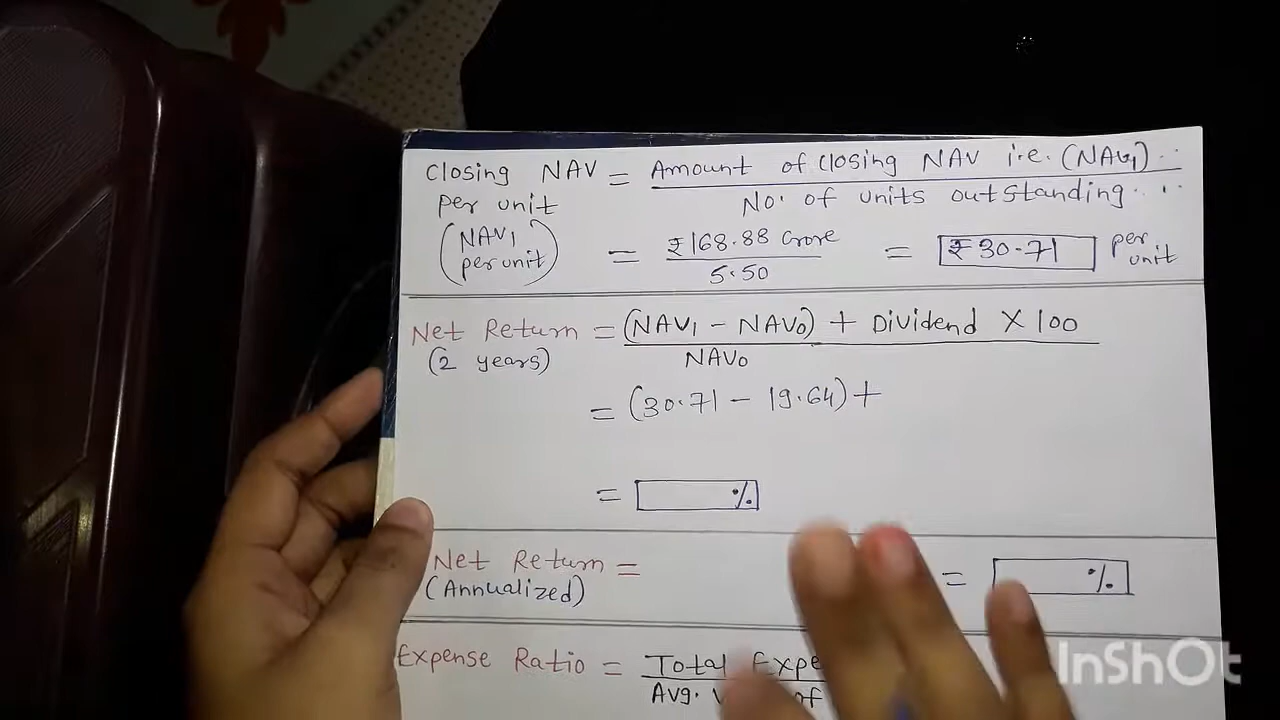 Closing NAV = Amount of Closing NAV i.e. (NAV₁)
per unit No. of units outstanding
(NAV₁ per unit) = ₹168.88 Crore / 5.50 = ₹30.71 per unit
Net Return = (NAV₁ - NAV₀) + Dividend X 100
(2 years) NAV₀
= (30.71 - 19.64) +
= %
Net Return = = %
(Annualized)
Expense Ratio = Total
Avg. of
InShOt